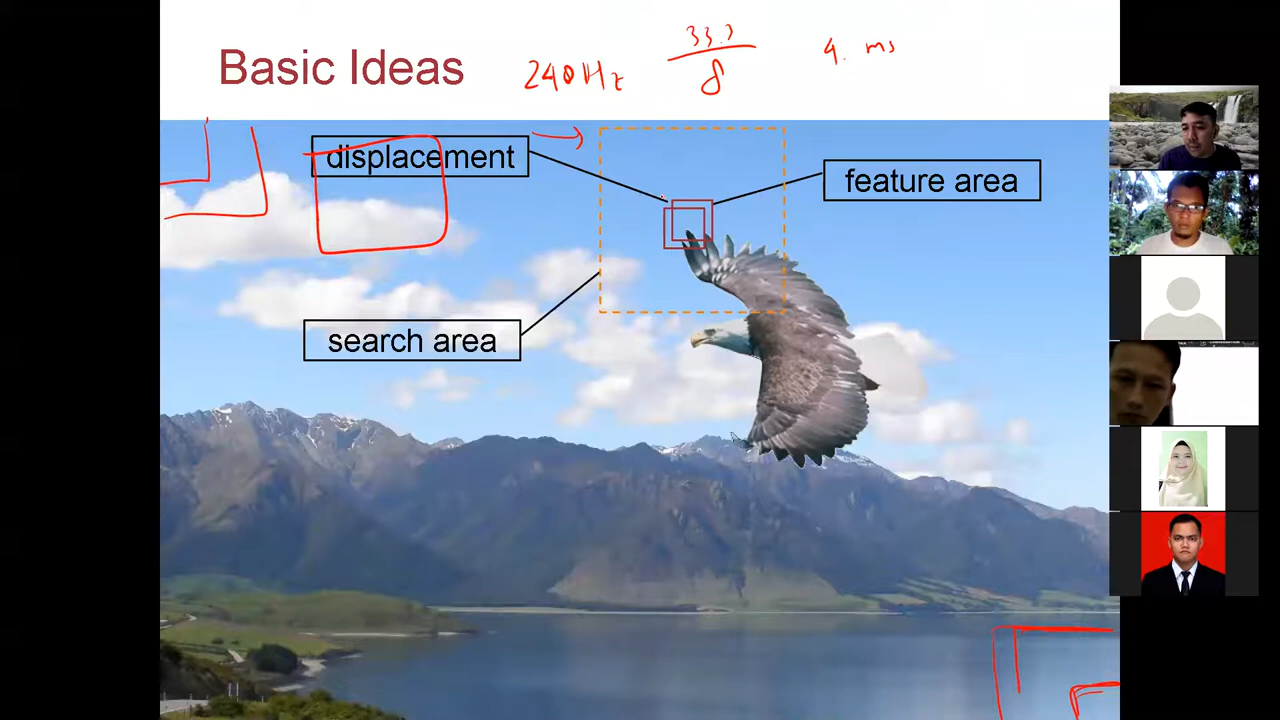 Basic Ideas
240Hz
33.3
8
4. ms
displacement
feature area
search area